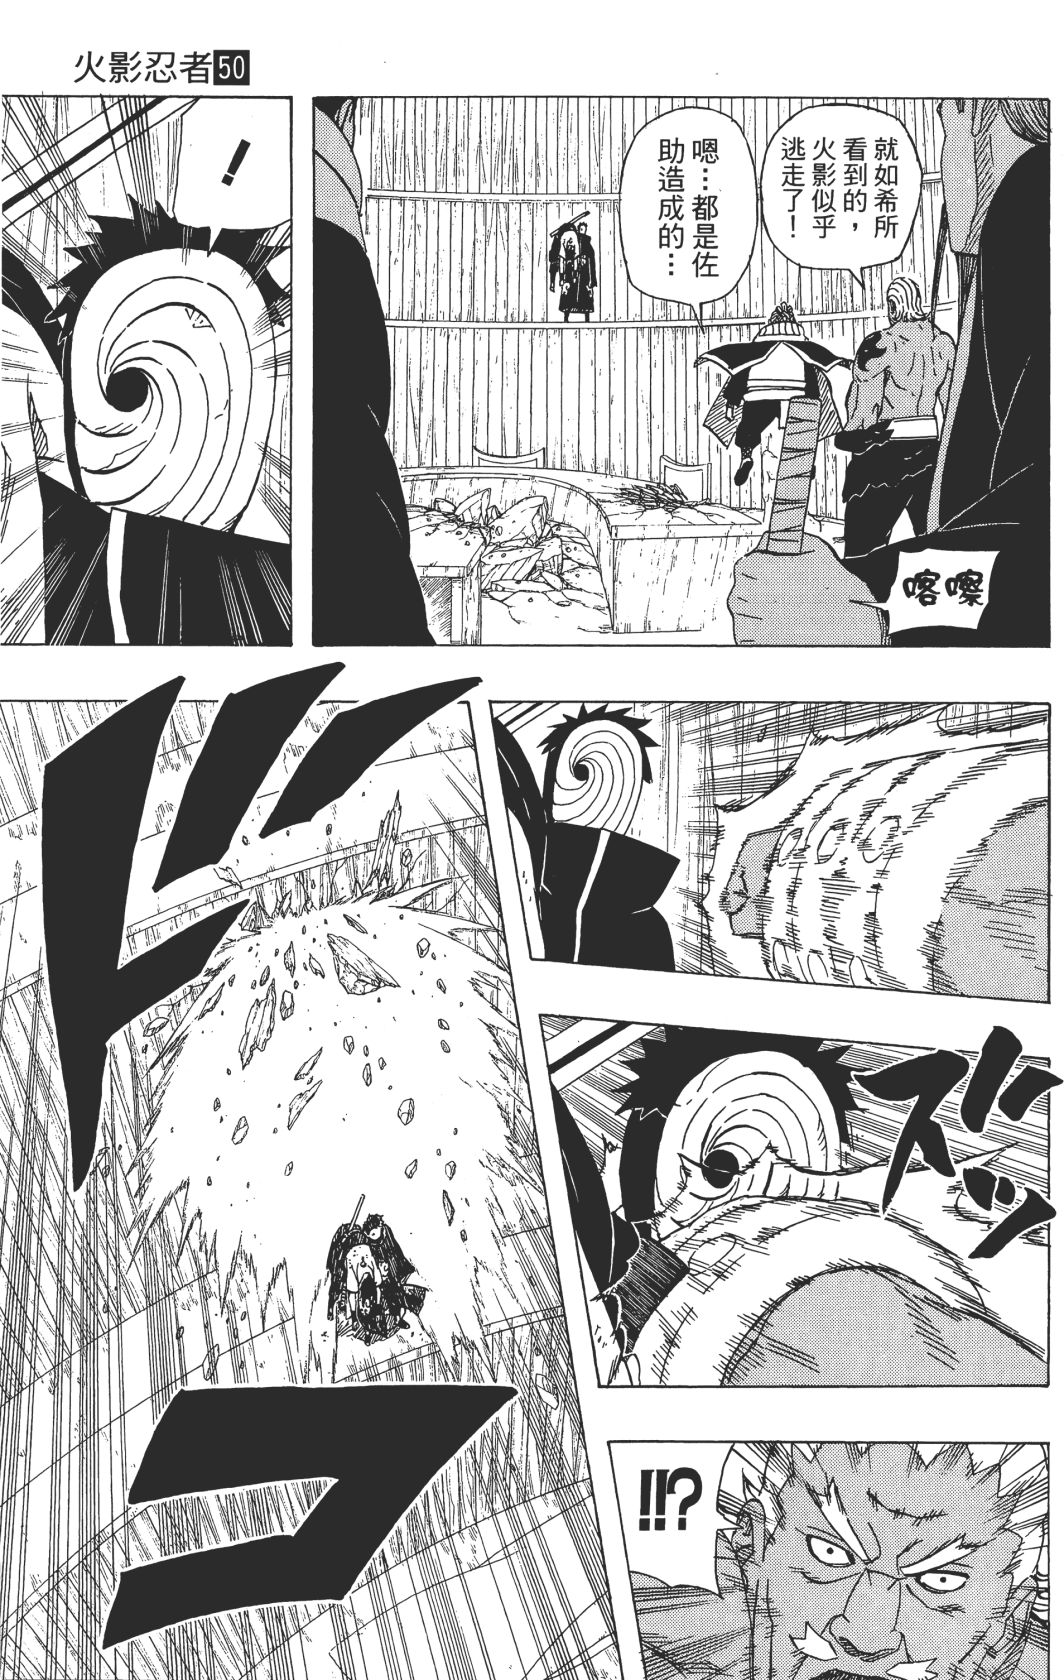 火影忍者50
就如希所
看到的，
火影似乎
逃走了！
嗯…都是佐
助造成的…
喀嚓
！
ズズッ
!!?
ドコ